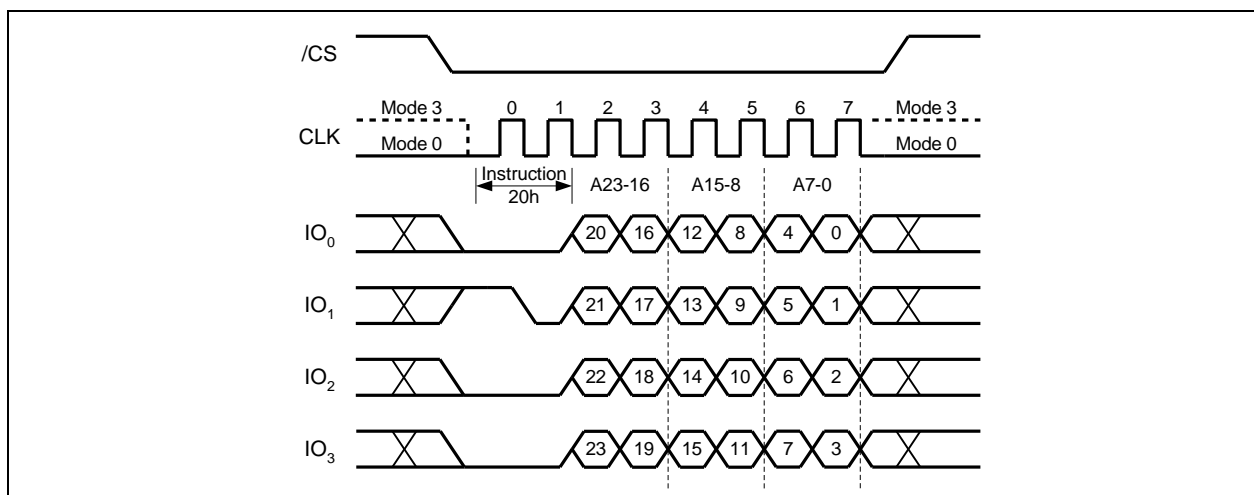 /CS
Mode 3 0 1 2 3 4 5 6 7 Mode 3
CLK
Mode 0 Mode 0
Instruction
20h
A23-16 A15-8 A7-0
IO0 20 16 12 8 4 0
IO1 21 17 13 9 5 1
IO2 22 18 14 10 6 2
IO3 23 19 15 11 7 3